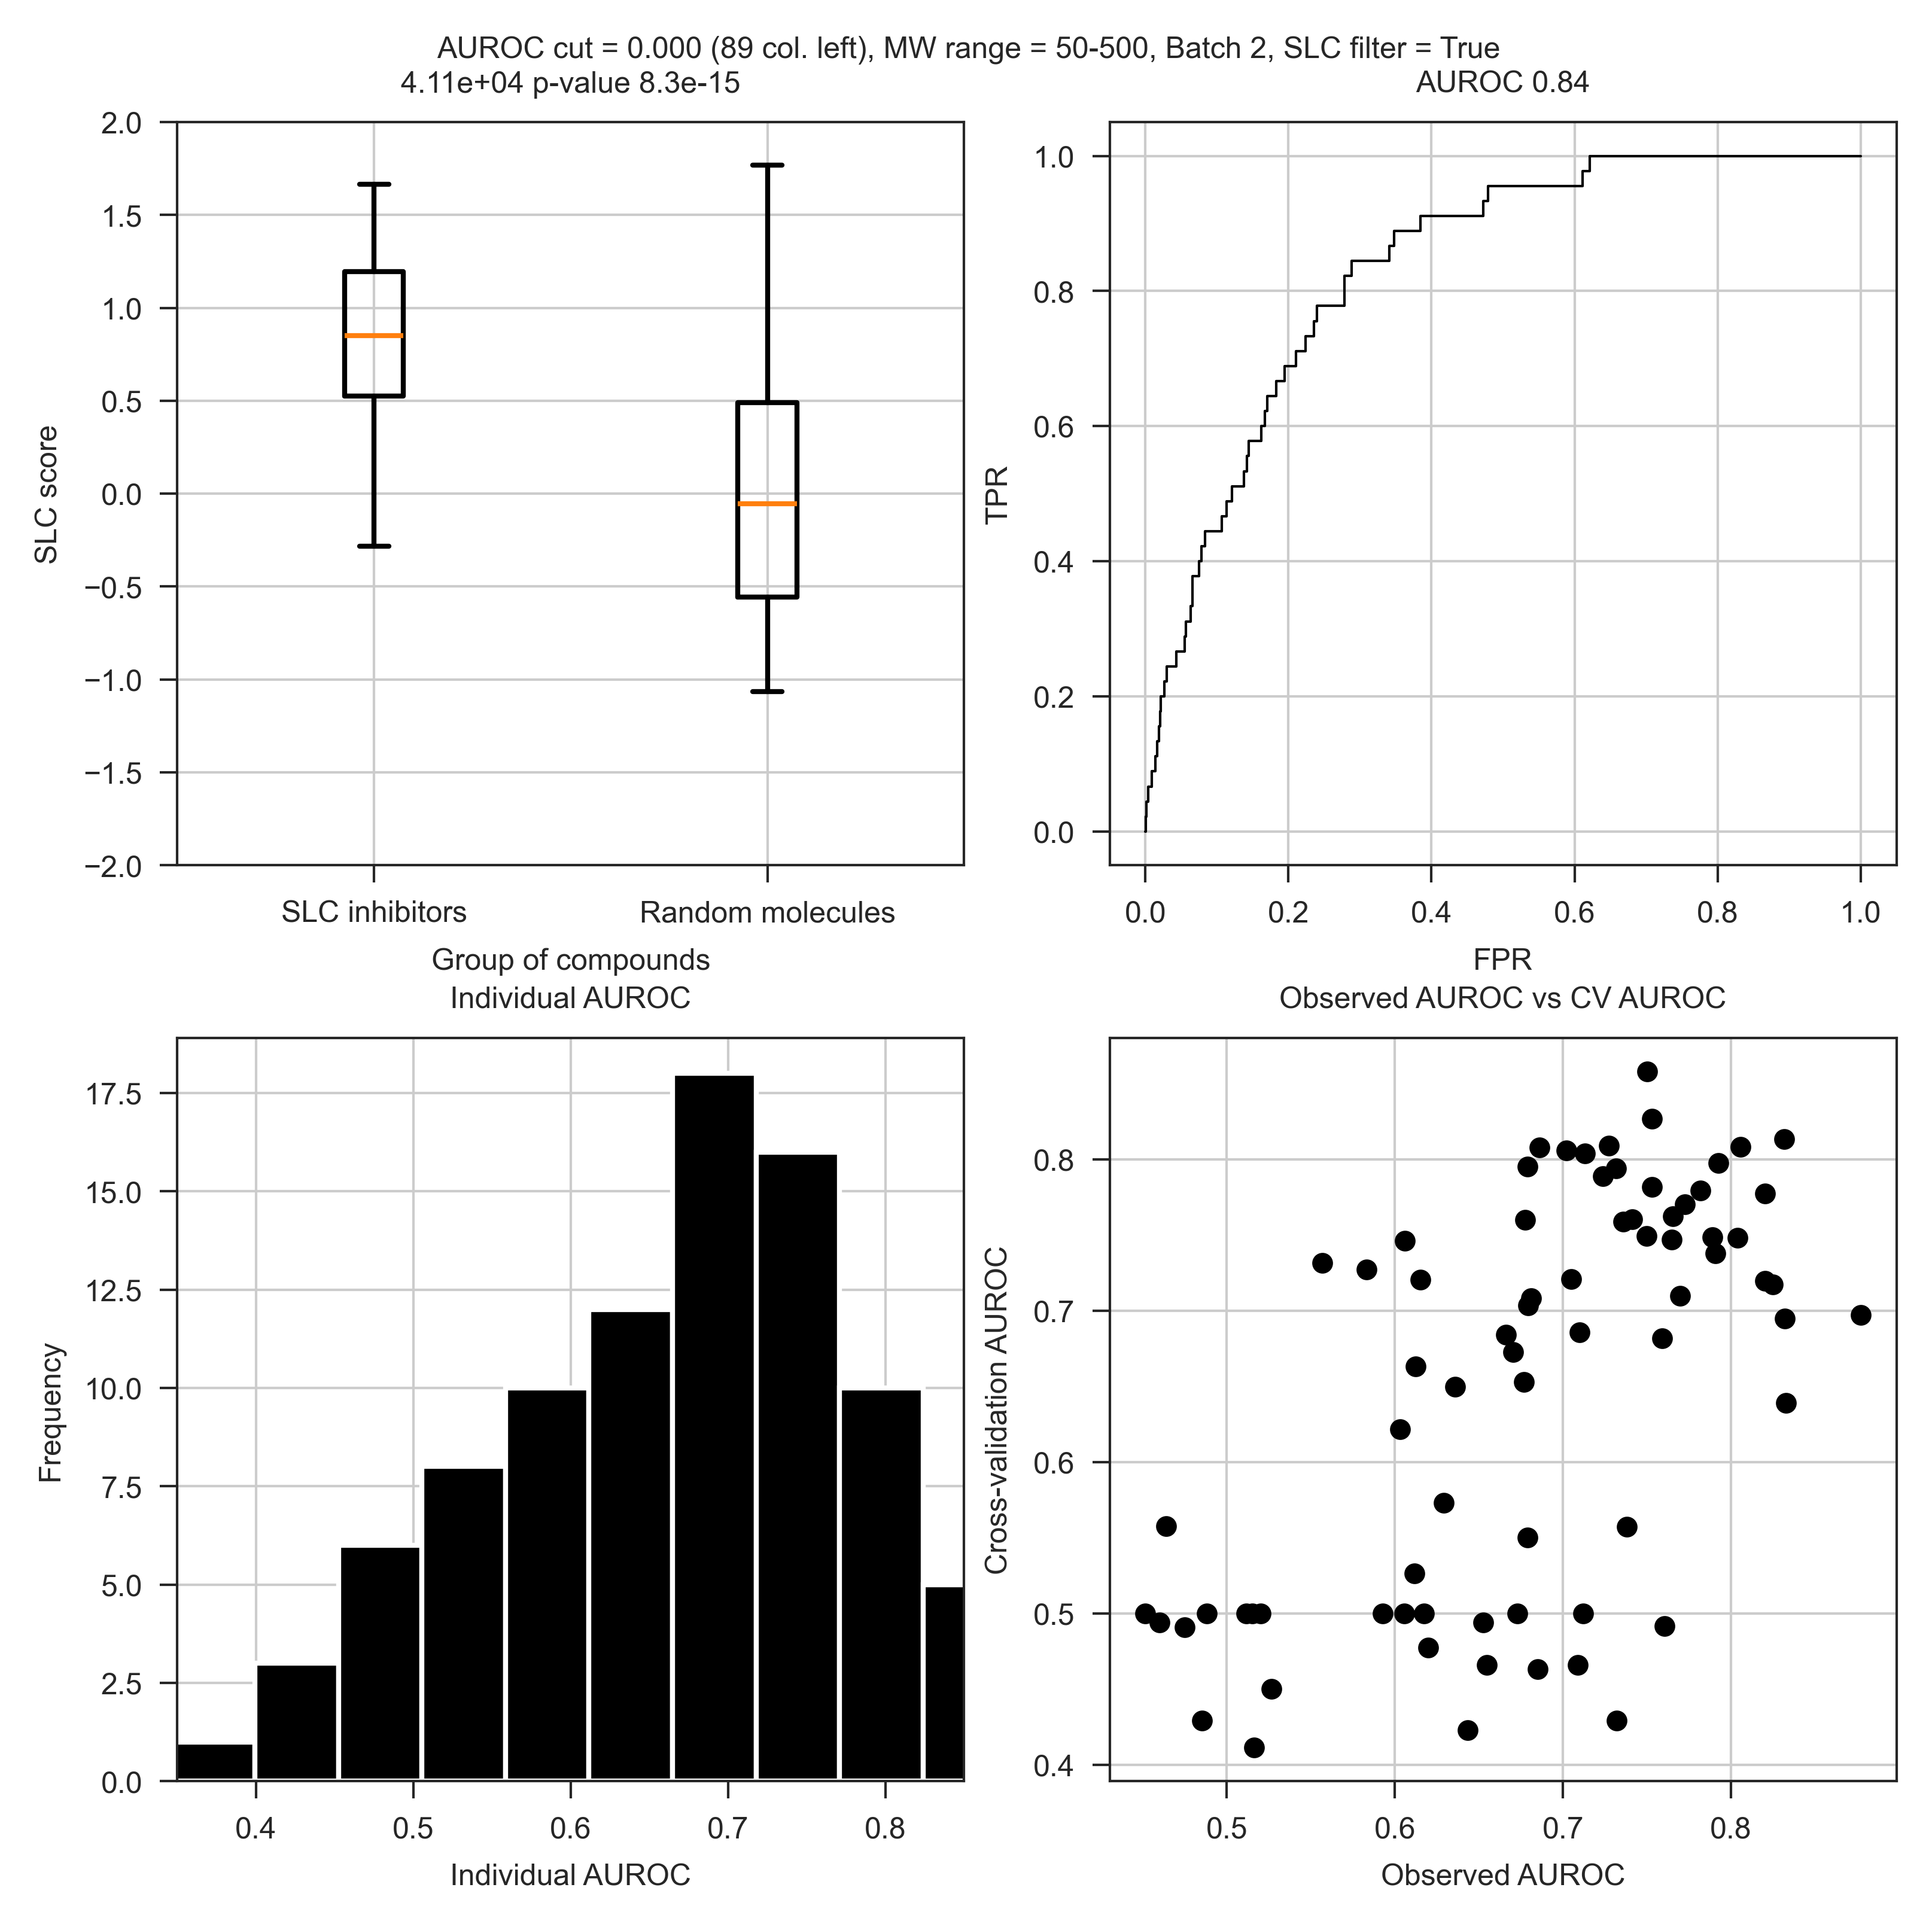 AUROC cut = 0.000 (89 col. left), MW range = 50-500, Batch 2, SLC filter = True
4.11e+04 p-value 8.3e-15
2.0
1.5
1.0
0.5
0.0
−0.5
−1.0
−1.5
−2.0
SLC score
SLC inhibitors
Random molecules
Group of compounds
AUROC 0.84
1.0
0.8
0.6
0.4
0.2
0.0
TPR
0.0
0.2
0.4
0.6
0.8
1.0
FPR
Individual AUROC
17.5
15.0
12.5
10.0
7.5
5.0
2.5
0.0
Frequency
0.4
0.5
0.6
0.7
0.8
Individual AUROC
Observed AUROC vs CV AUROC
0.8
0.7
0.6
0.5
0.4
Cross-validation AUROC
0.5
0.6
0.7
0.8
Observed AUROC